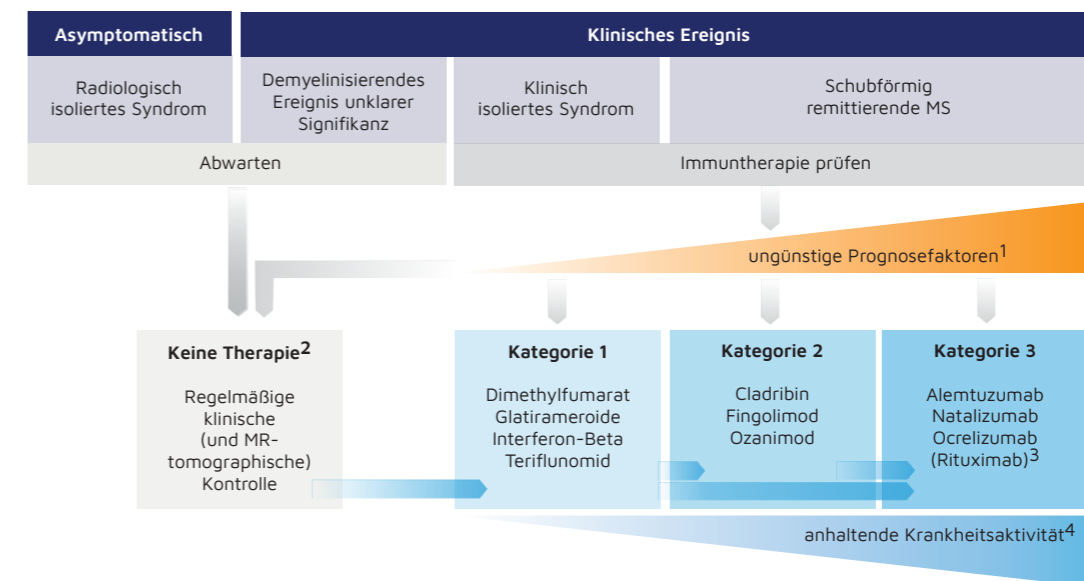 Asymptomatisch
Klinisches Ereignis
Radiologisch
isoliertes Syndrom
Demyelinisierendes
Ereignis unklarer
Signifikanz
Klinisch
isoliertes Syndrom
Schubförmig
remittierende MS
Abwarten
Immuntherapie prüfen
ungünstige Prognosefaktoren1
Keine Therapie2
Regelmäßige
klinische
(und MR-
tomographische)
Kontrolle
Kategorie 1
Dimethylfumarat
Glatirameroide
Interferon-Beta
Teriflunomid
Kategorie 2
Cladribin
Fingolimod
Ozanimod
Kategorie 3
Alemtuzumab
Natalizumab
Ocrelizumab
(Rituximab)3
anhaltende Krankheitsaktivität4